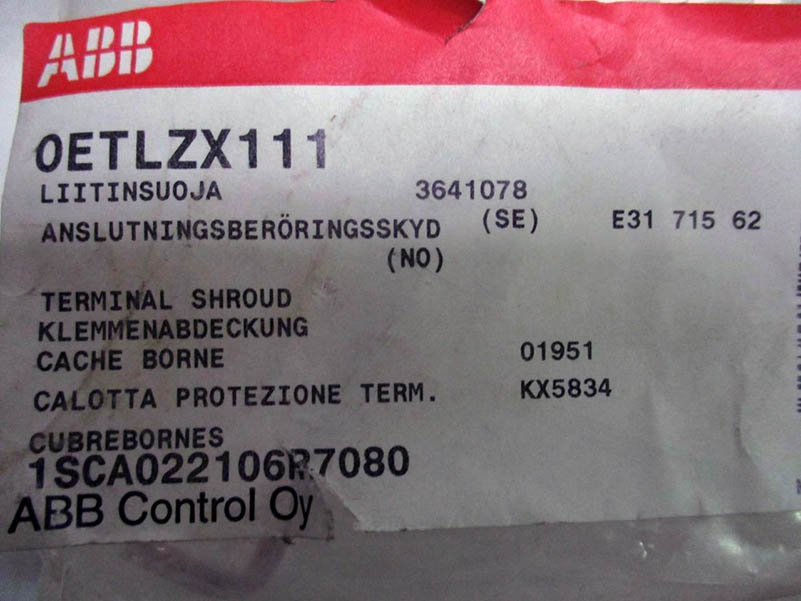 ABB
OETLZX111
LIITINSUOJA 3641078
ANSLUTNINGSBERÖRINGSSKYD (SE) E31 715 62
(NO)
TERMINAL SHROUD
KLEMMENABDECKUNG
CACHE BORNE 01951
CALOTTA PROTEZIONE TERM. KX5834
CUBREBORNES
1SCA022106R7080
ABB Control Oy